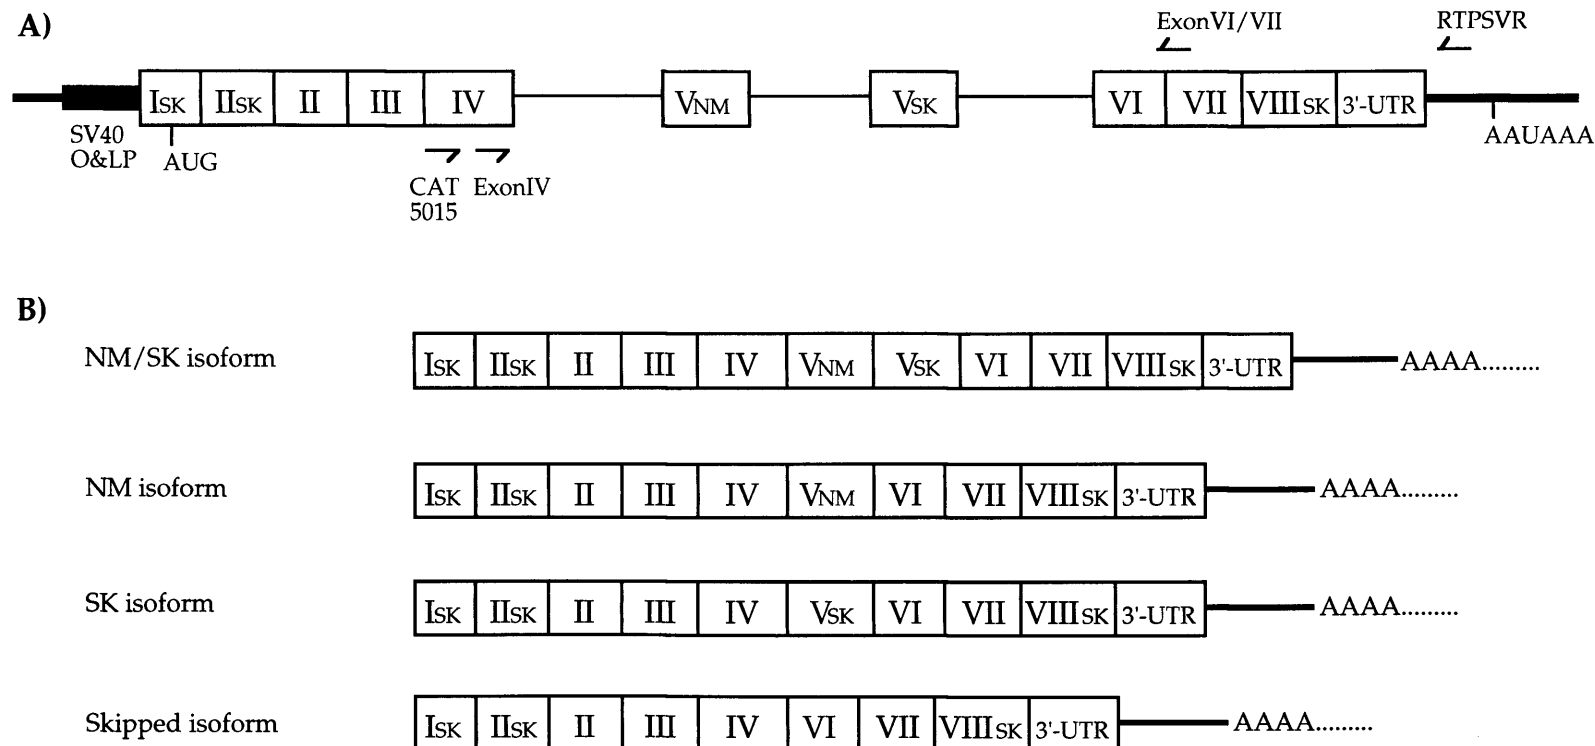 A)
ExonVI/VII RTPSVR
ISK IISK II III IV VNM VSK VI VII VIIISK 3'-UTR
SV40
O&LP AUG AAUAAA
CAT ExonIV
5015
B)
NM/SK isoform ISK IISK II III IV VNM VSK VI VII VIIISK 3'-UTR AAAA.........
NM isoform ISK IISK II III IV VNM VI VII VIIISK 3'-UTR AAAA.........
SK isoform ISK IISK II III IV VSK VI VII VIIISK 3'-UTR AAAA.........
Skipped isoform ISK IISK II III IV VI VII VIIISK 3'-UTR AAAA.........